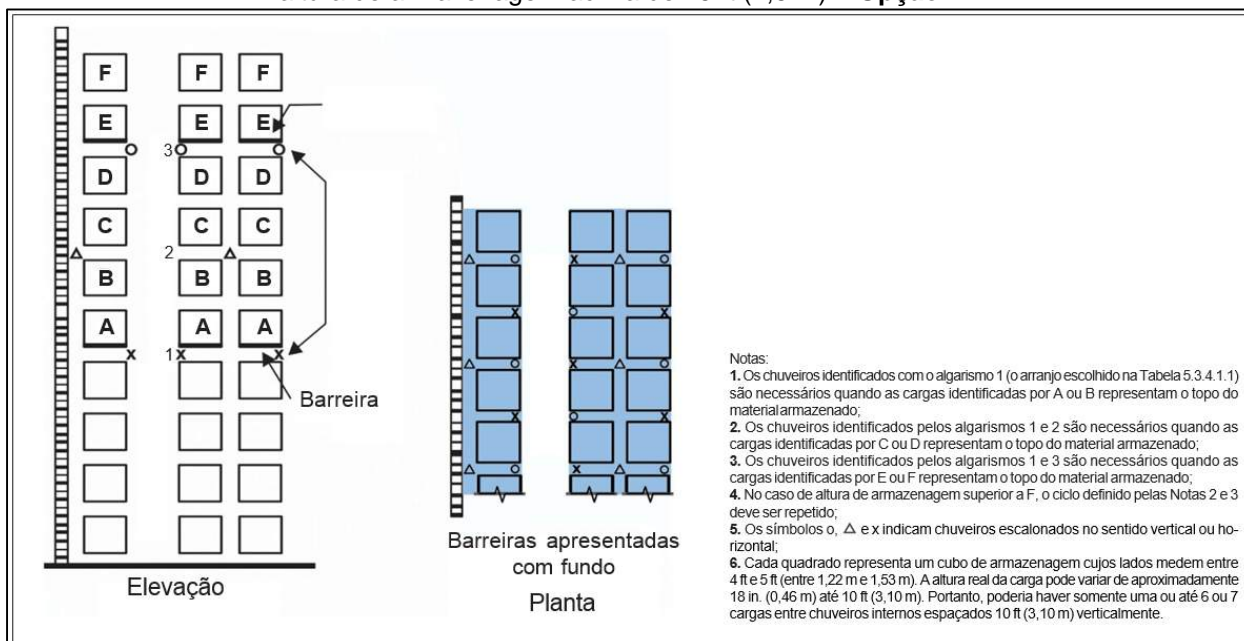 Opção
F F F
E E E
3
D D D
C C C
2
B B B
A A A
1
Barreira
Elevação
Barreiras apresentadas
com fundo
Planta
Notas:
1. Os chuveiros identificados com o algarismo 1 (o arranjo escolhido na Tabela 5.3.4.1.1)
são necessários quando as cargas identificadas por A ou B representam o topo do
material armazenado;
2. Os chuveiros identificados pelos algarismos 1 e 2 são necessários quando as
cargas identificadas por C ou D representam o topo do material armazenado;
3. Os chuveiros identificados pelos algarismos 1 e 3 são necessários quando as
cargas identificadas por E ou F representam o topo do material armazenado;
4. No caso de altura de armazenagem superior a F, o ciclo definido pelas Notas 2 e 3
deve ser repetido;
5. Os símbolos o, △ e x indicam chuveiros escalonados no sentido vertical ou ho-
rizontal;
6. Cada quadrado representa um cubo de armazenagem cujos lados medem entre
4 ft e 5 ft (entre 1,22 m e 1,53 m). A altura real da carga pode variar de aproximadamente
18 in. (0,46 m) até 10 ft (3,10 m). Portanto, poderia haver somente uma ou até 6 ou 7
cargas entre chuveiros internos espaçados 10 ft (3,10 m) verticalmente.